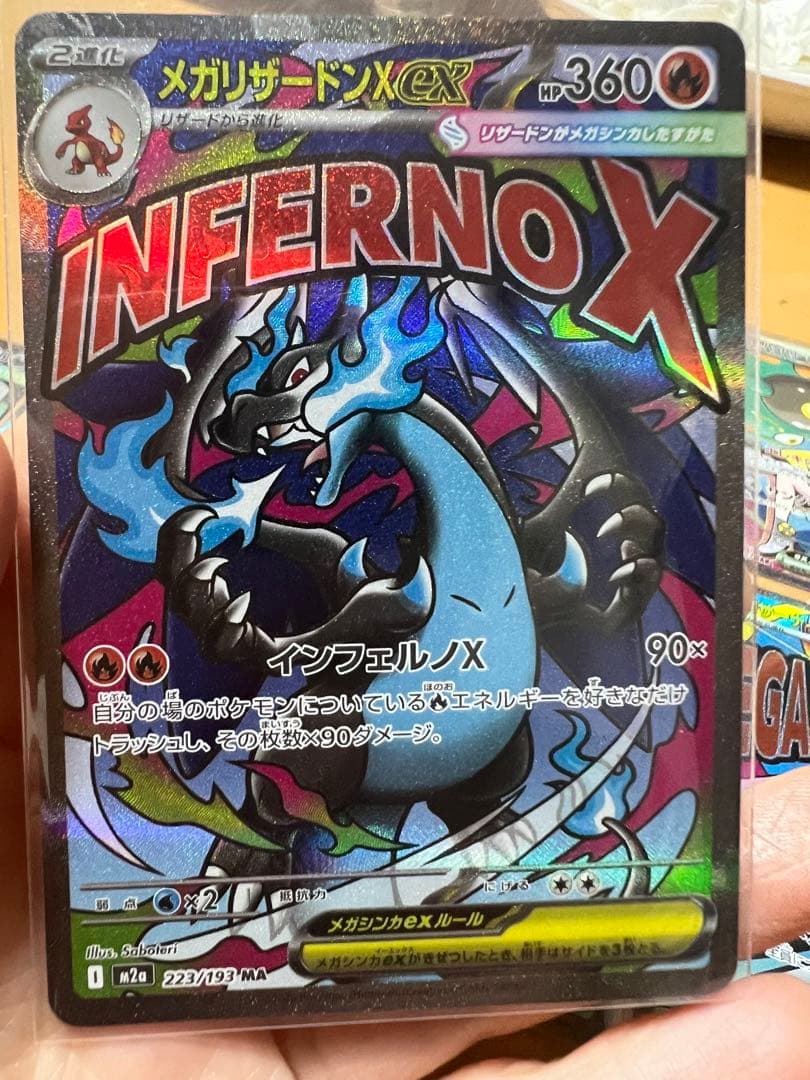 2進化
メガリザードンXex
HP360
リザードから進化
リザードンがメガシンカしたすがた
INFERNO X
インフェルノX 90×
自分の場のポケモンについているエネルギーを好きなだけ
トラッシュし、その枚数×90ダメージ。
弱点 ×2 抵抗力 にげる
メガシンカexルール
メガシンカexがきぜつしたとき、相手はサイドを3枚とる。
Illus. Saboteri
I m2a 223/193 MA
EGA